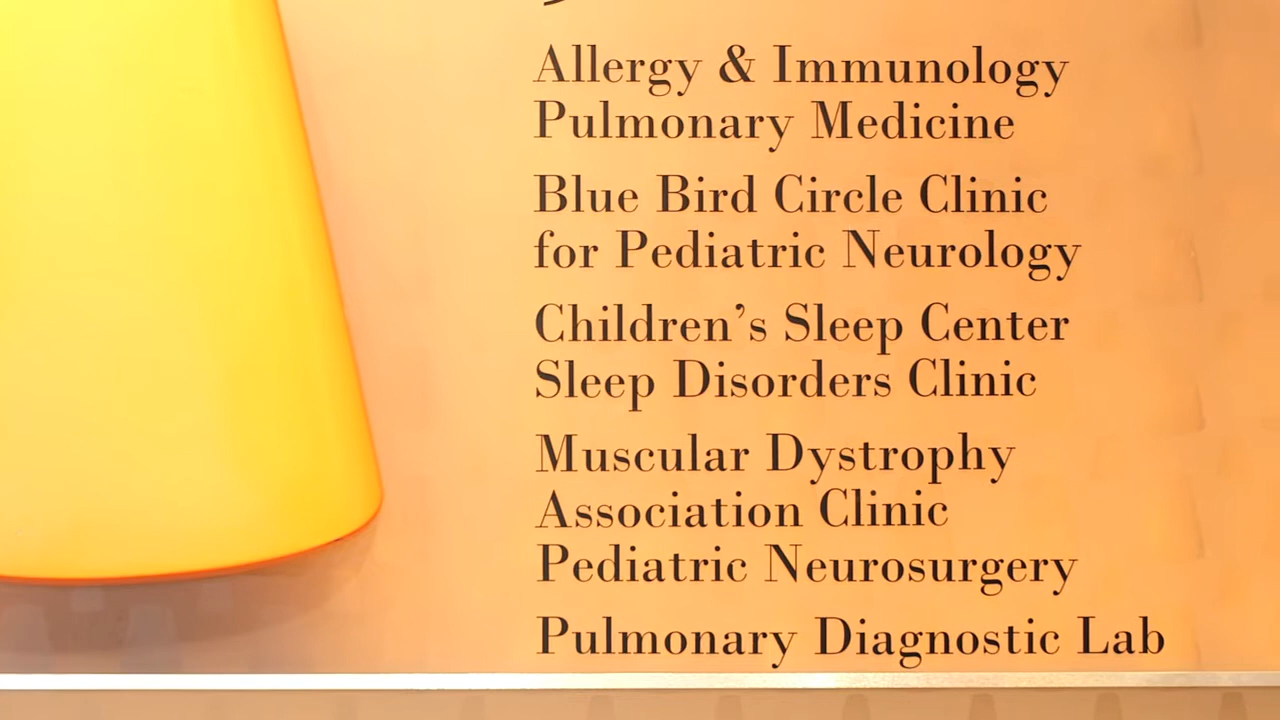 Allergy & Immunology
Pulmonary Medicine
Blue Bird Circle Clinic
for Pediatric Neurology
Children’s Sleep Center
Sleep Disorders Clinic
Muscular Dystrophy
Association Clinic
Pediatric Neurosurgery
Pulmonary Diagnostic Lab